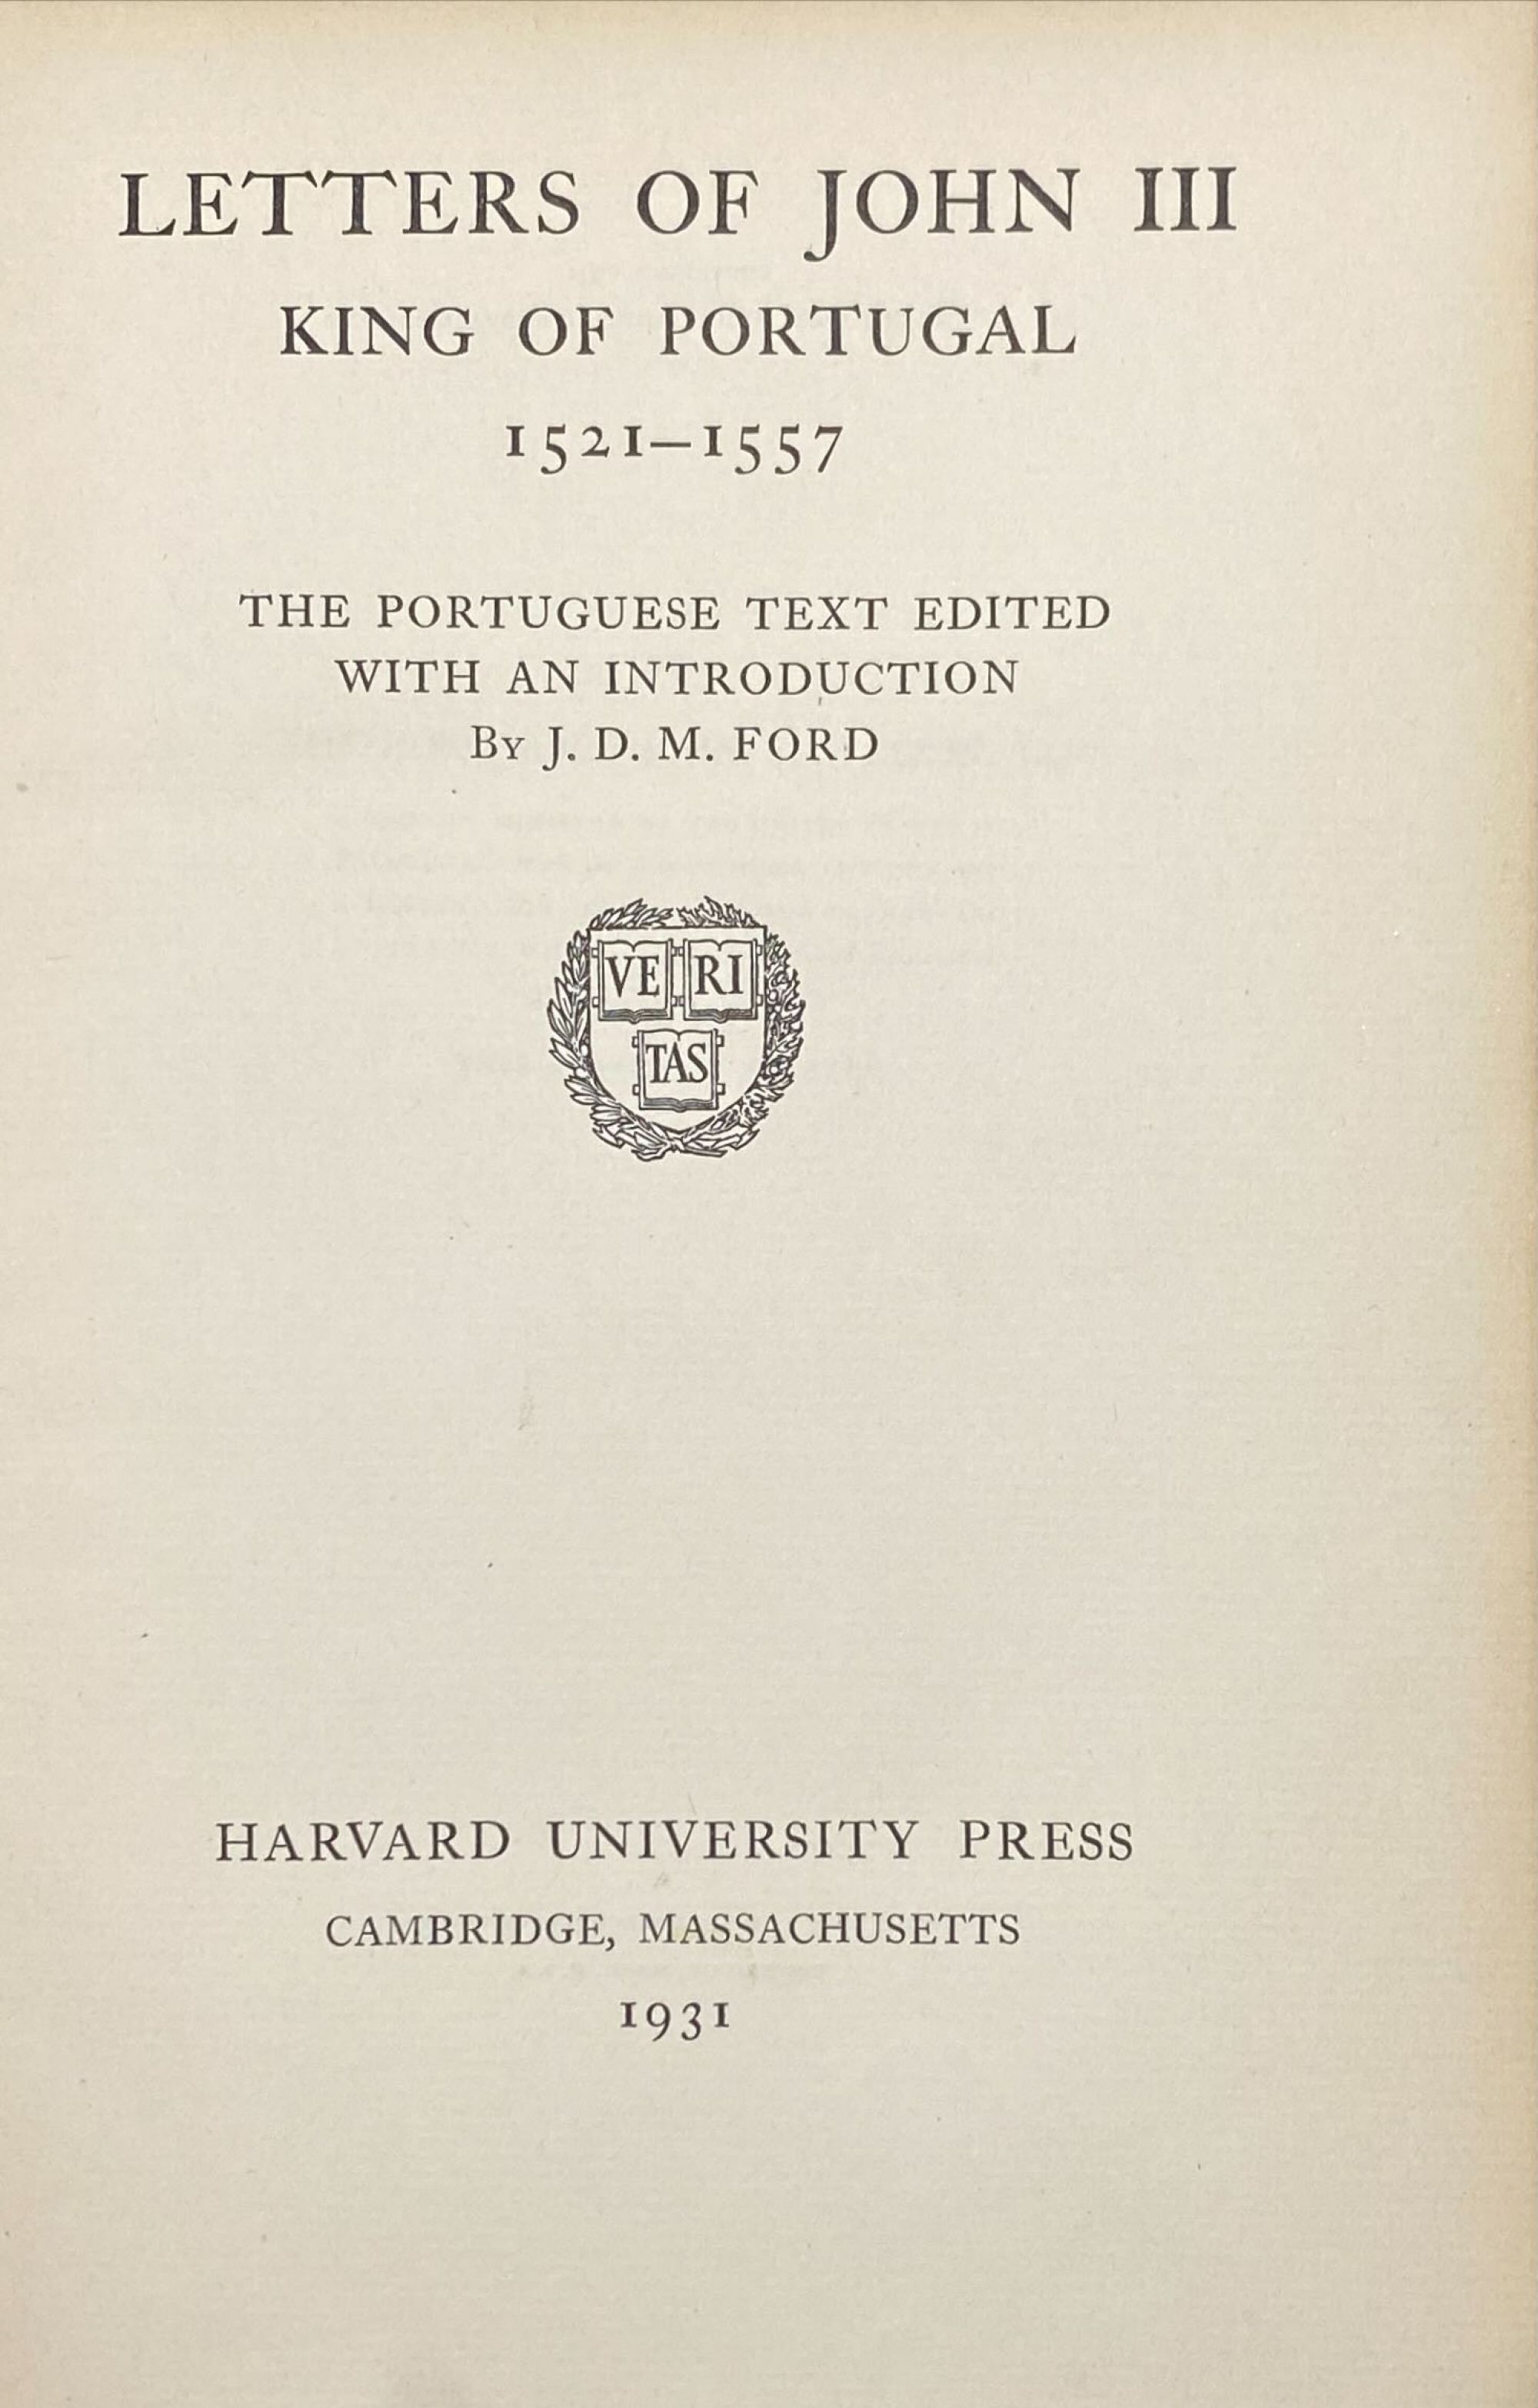 LETTERS OF JOHN III
KING OF PORTUGAL
1521–1557
THE PORTUGUESE TEXT EDITED
WITH AN INTRODUCTION
By J. D. M. FORD
VE RI
TAS
HARVARD UNIVERSITY PRESS
CAMBRIDGE, MASSACHUSETTS
1931